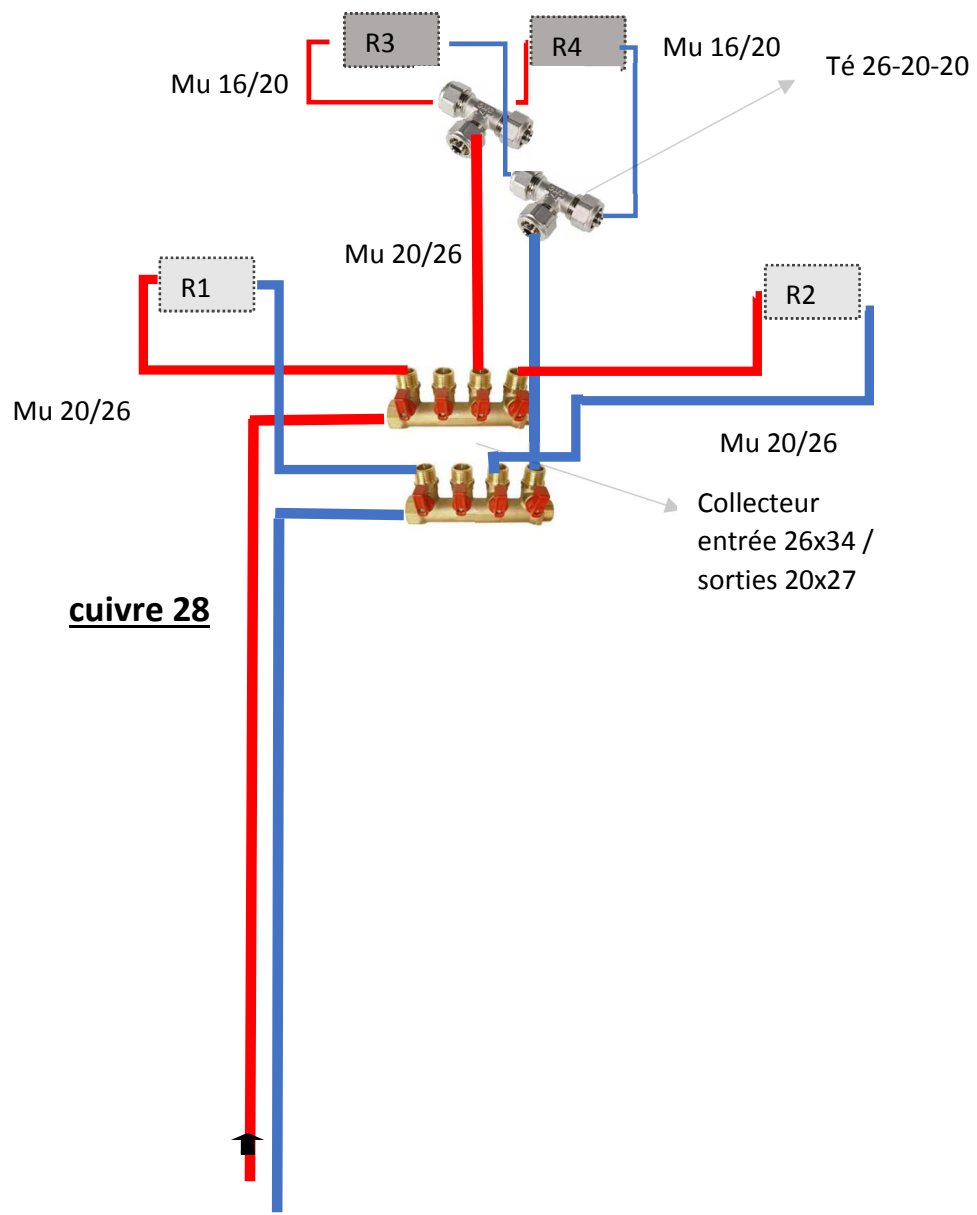 R3
R4
Mu 16/20
Mu 16/20
Té 26-20-20
Mu 20/26
R1
R2
Mu 20/26
Mu 20/26
Collecteur
entrée 26x34 /
sorties 20x27
cuivre 28